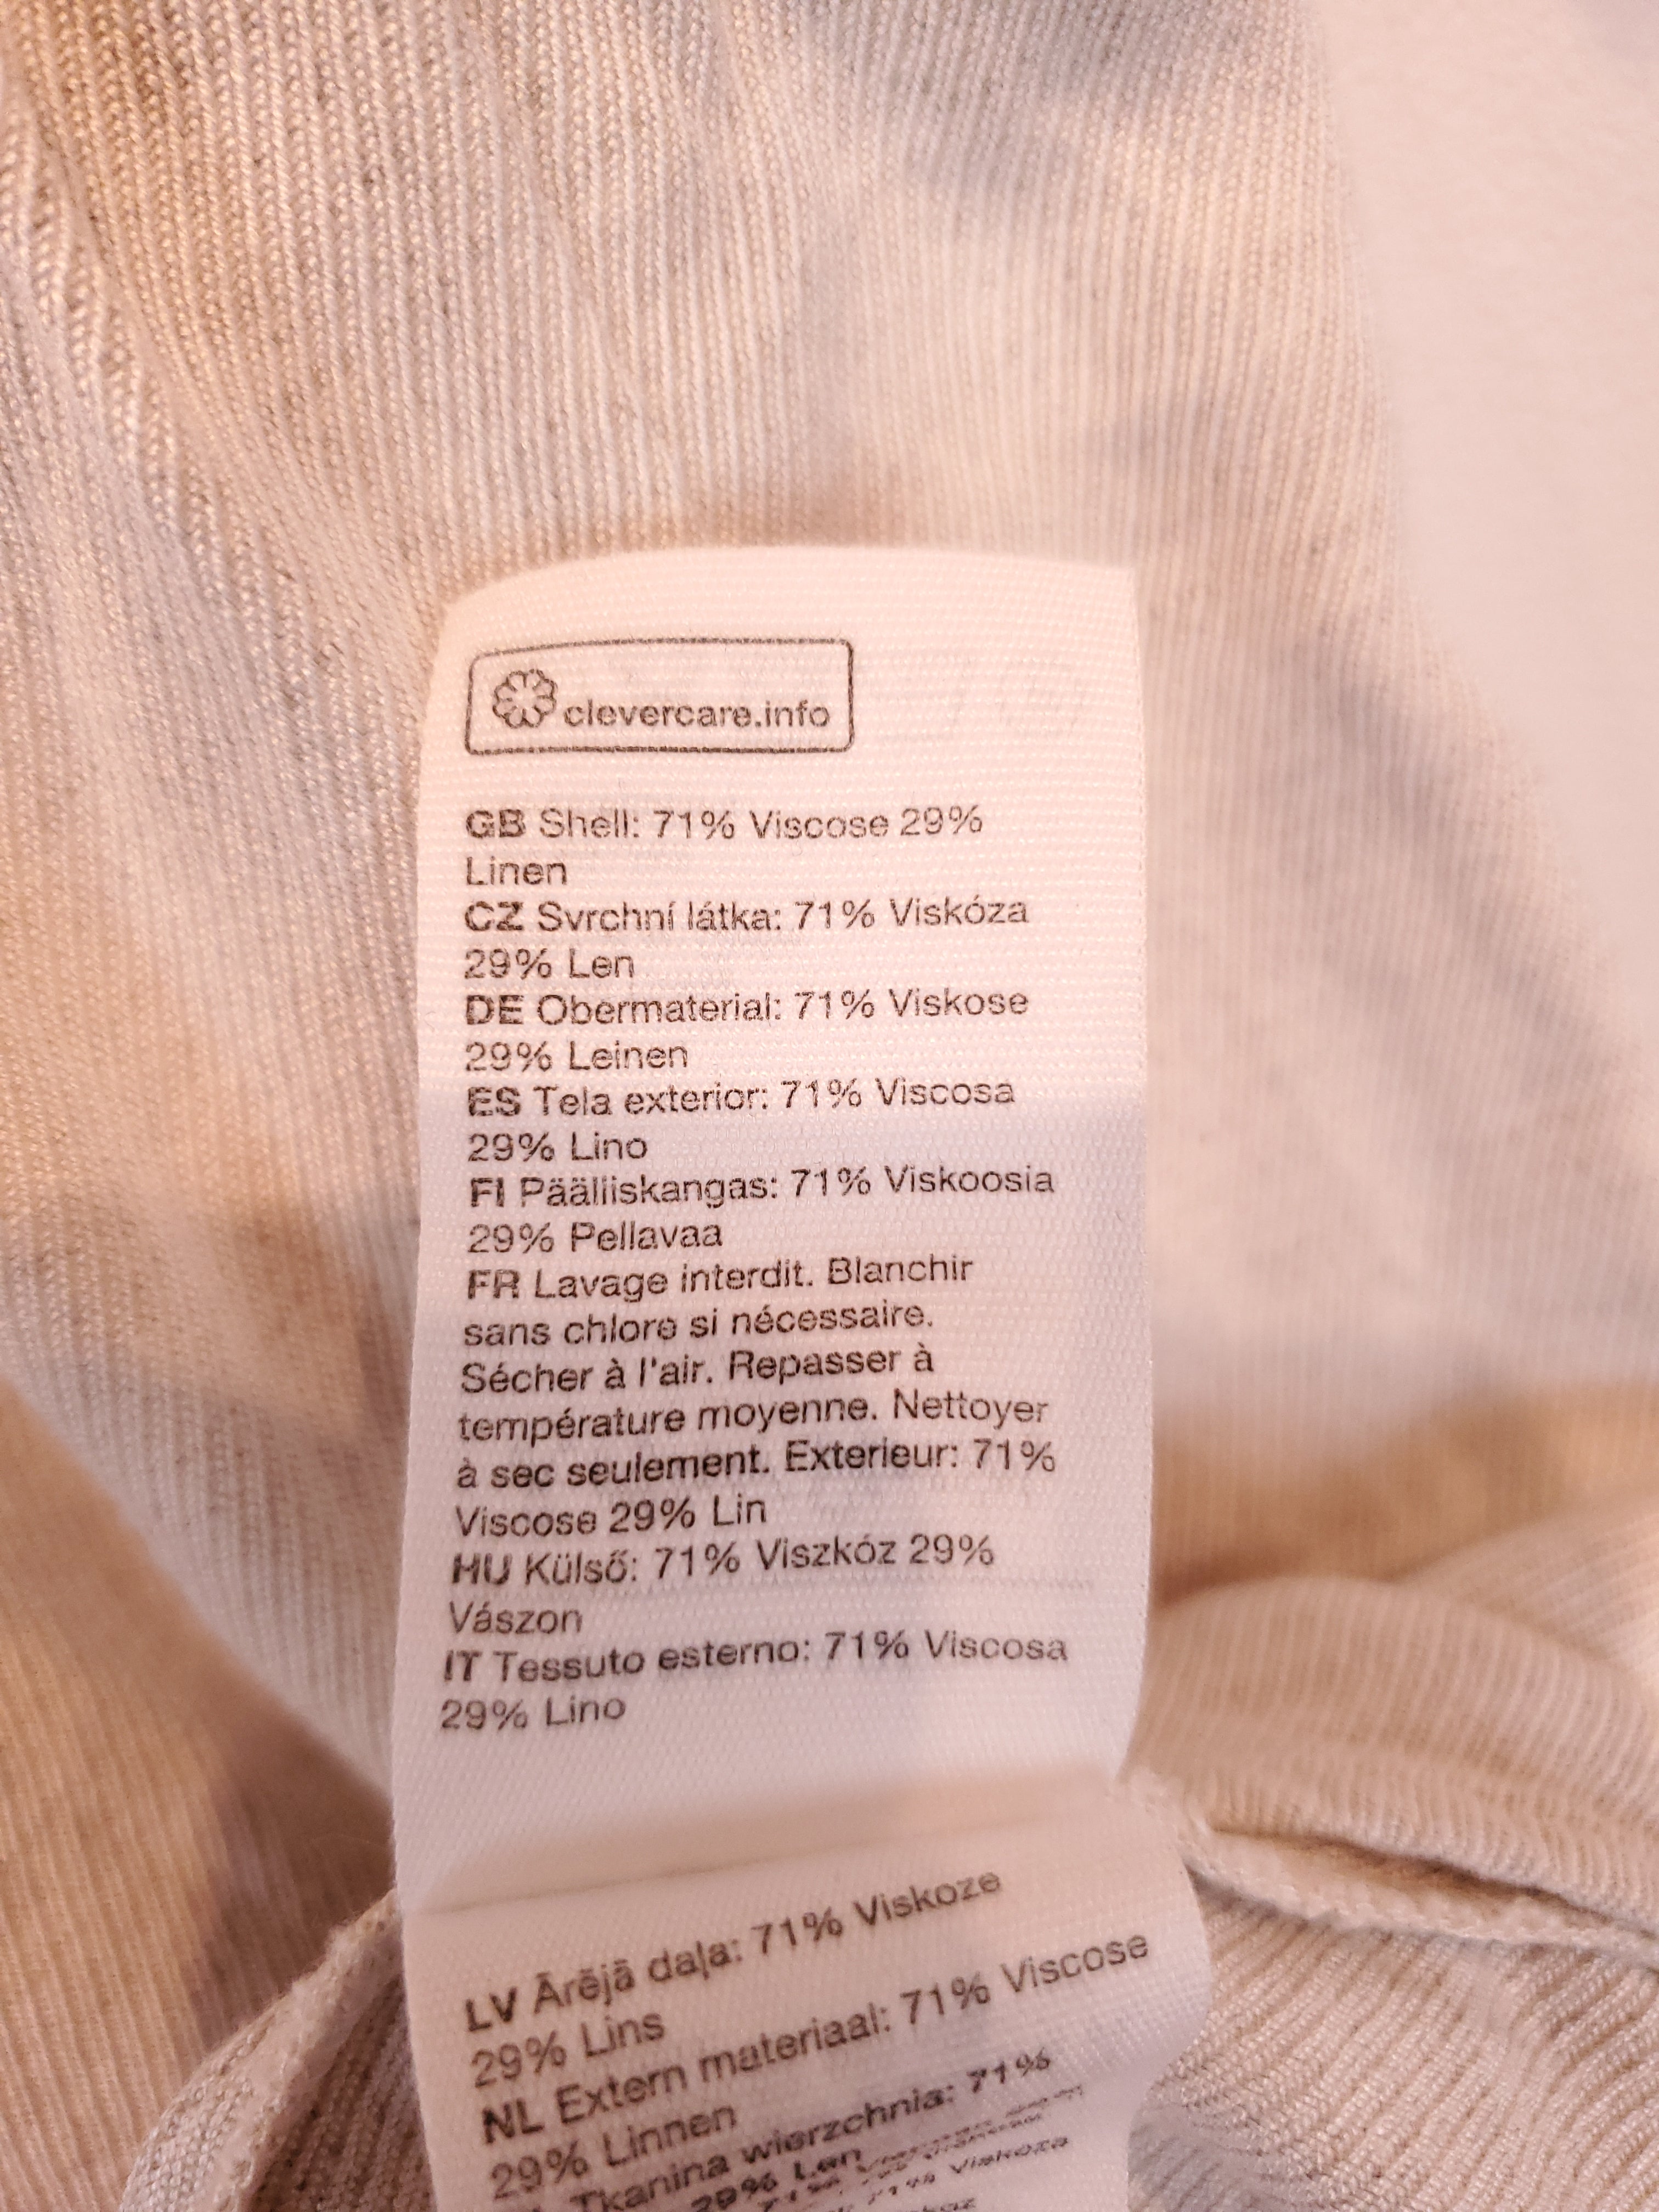 clevercare.info
GB Shell: 71% Viscose 29%
Linen
CZ Svrchní látka: 71% Viskóza
29% Len
DE Obermaterial: 71% Viskose
29% Leinen
ES Tela exterior: 71% Viscosa
29% Lino
FI Päälliskangas: 71% Viskoosia
29% Pellavaa
FR Lavage interdit. Blanchir
sans chlore si nécessaire.
Sécher à l'air. Repasser à
température moyenne. Nettoyer
à sec seulement. Exterieur: 71%
Viscose 29% Lin
HU Külső: 71% Viszkóz 29%
Vászon
IT Tessuto esterno: 71% Viscosa
29% Lino
LV Ārējā daļa: 71% Viskoze
29% Lins
NL Extern materiaal: 71% Viscose
29% Linnen
Tkanina wierzchnia: 71%
29% Len
71% Viskoza